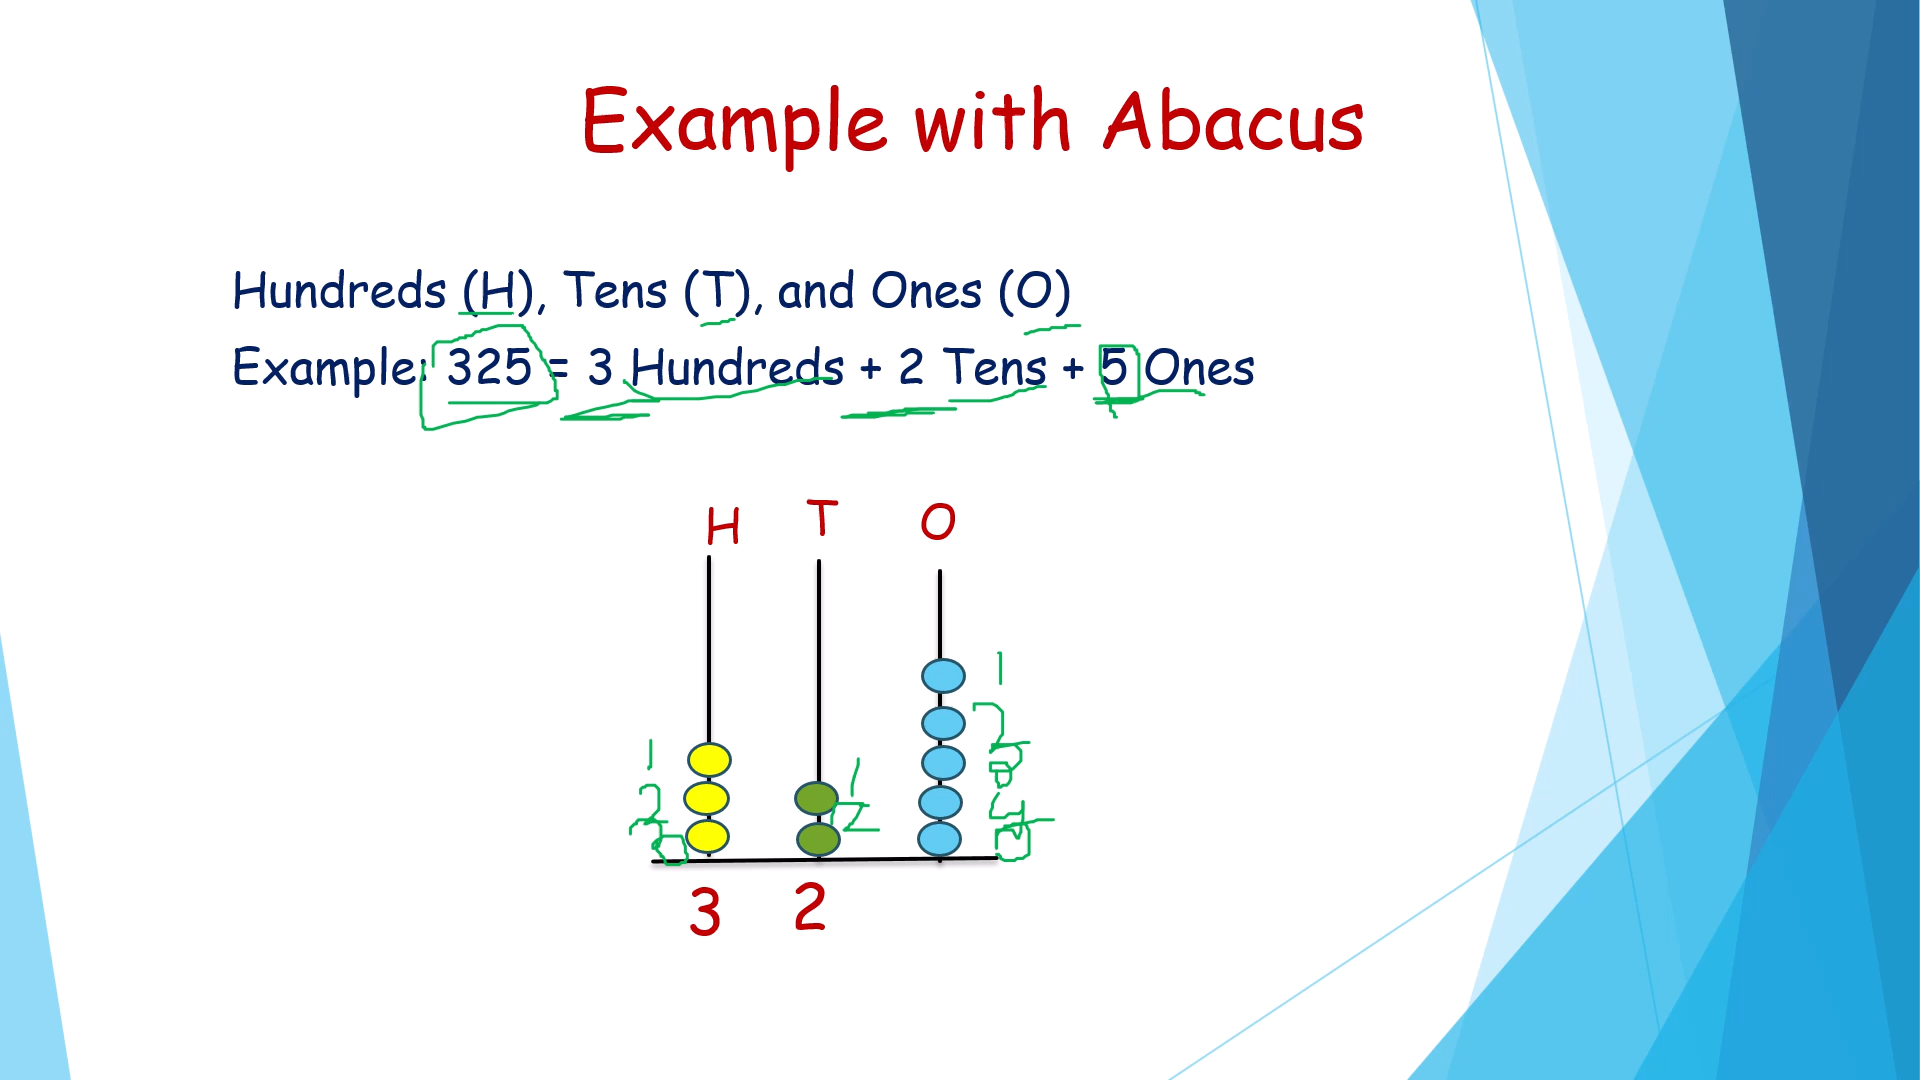 Example with Abacus
Hundreds (H), Tens (T), and Ones (O)
Example: 325 = 3 Hundreds + 2 Tens + 5 Ones
H T O
1
2
3
1
2
1
2
3
4
5
3 2